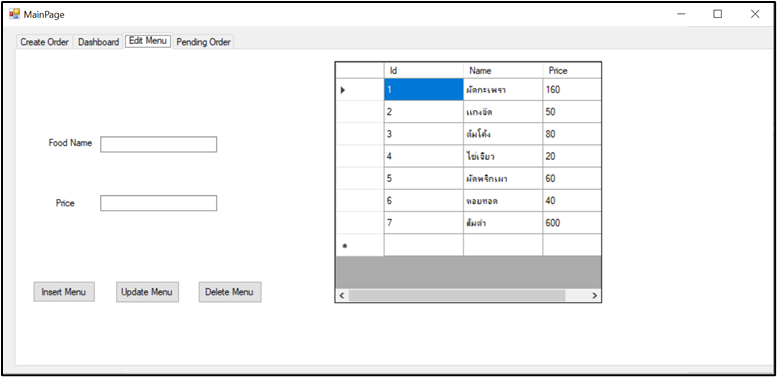 MainPage
Create Order Dashboard Edit Menu Pending Order
Id Name Price
1 ผัดกะเพรา 160
2 แกงจืด 50
3 ต้มโค้ง 80
4 ไข่เจียว 20
5 ผัดพริกเผา 60
6 หอยทอด 40
7 ส้มตำ 600
Food Name
Price
Insert Menu Update Menu Delete Menu